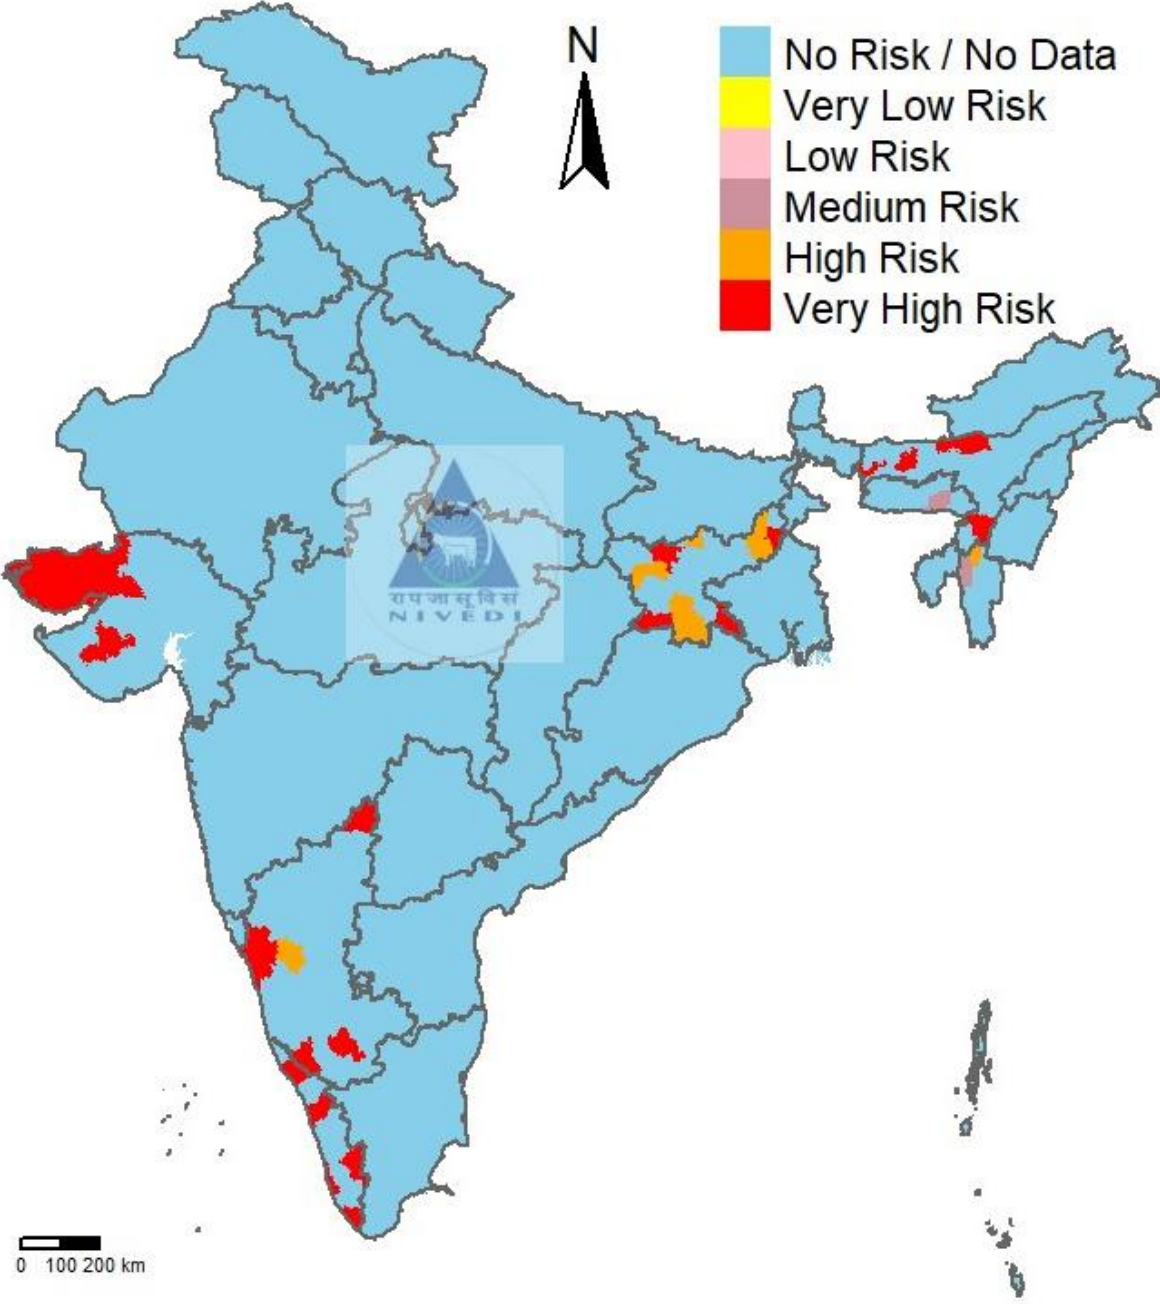 N
No Risk / No Data
Very Low Risk
Low Risk
Medium Risk
High Risk
Very High Risk
रापजासूविसं
NIVEDI
0 100 200 km